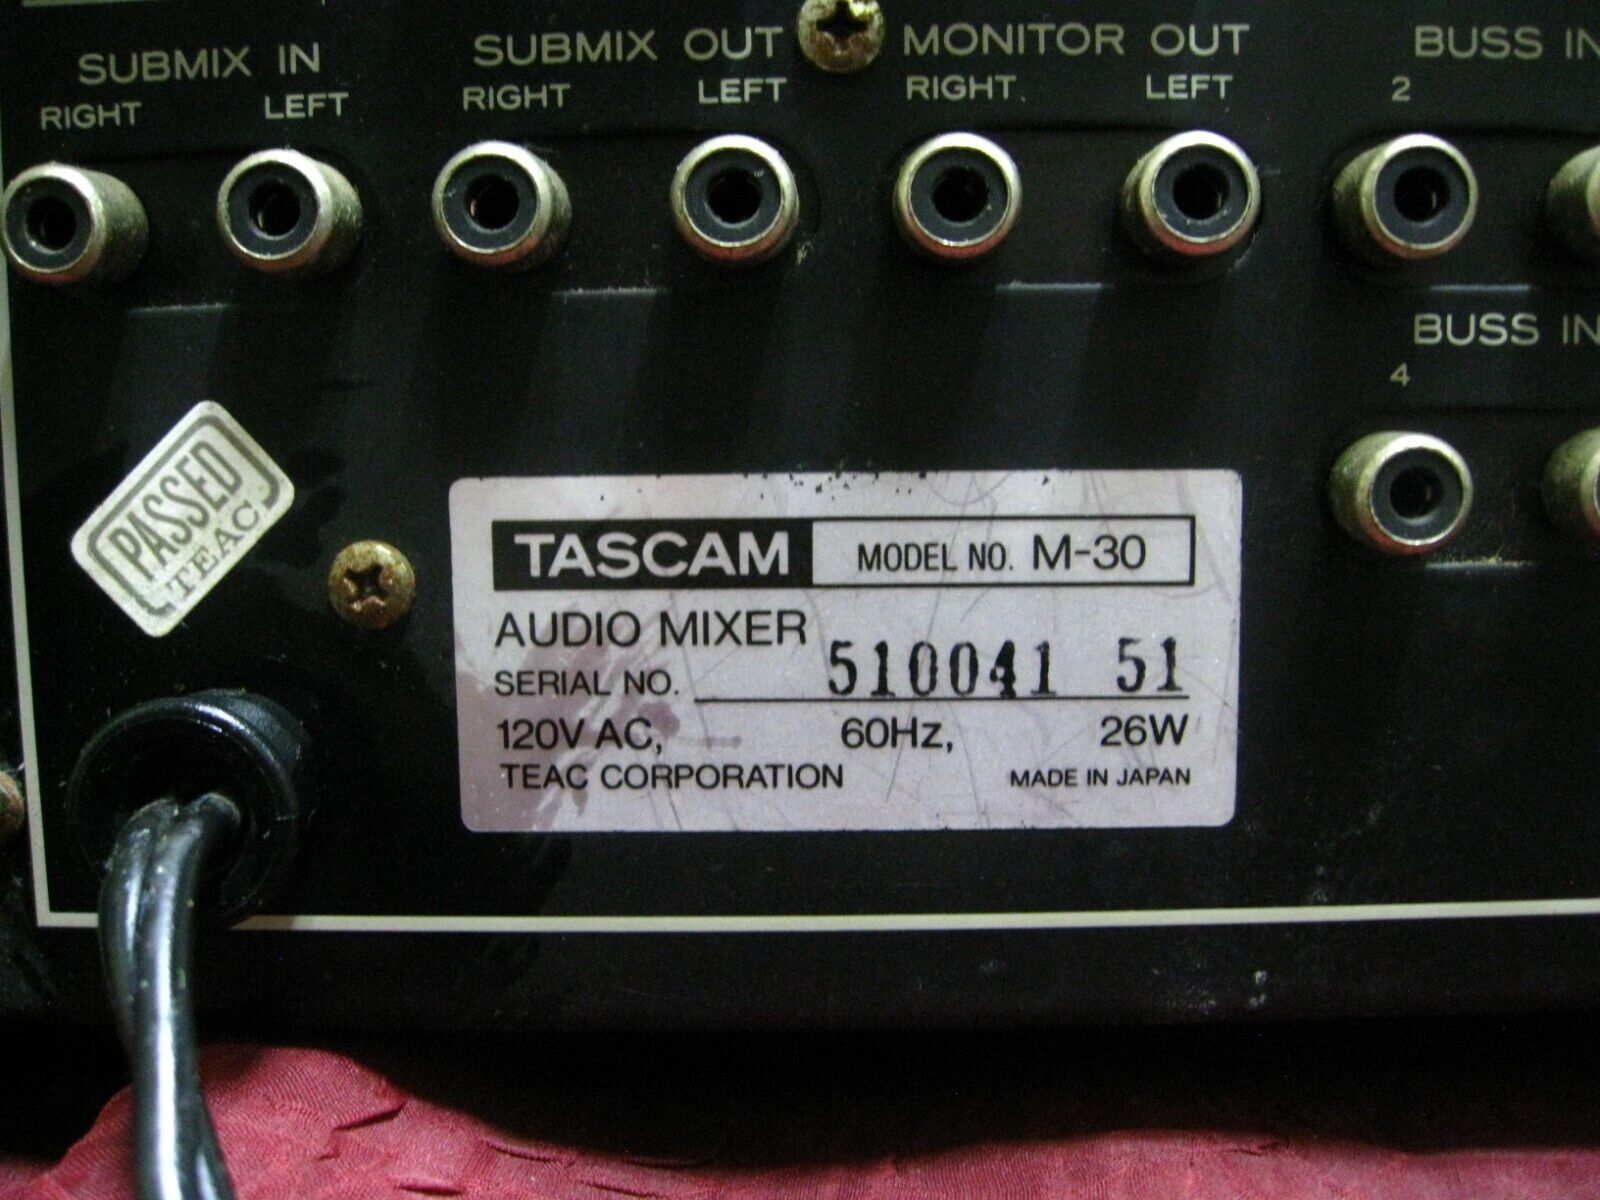 SUBMIX IN
RIGHT LEFT
SUBMIX OUT
RIGHT LEFT
MONITOR OUT
RIGHT LEFT
BUSS IN
2
BUSS IN
4
PASSED
TEAC
TASCAM MODEL NO. M-30
AUDIO MIXER
SERIAL NO. 510041 51
120V AC, 60Hz, 26W
TEAC CORPORATION MADE IN JAPAN